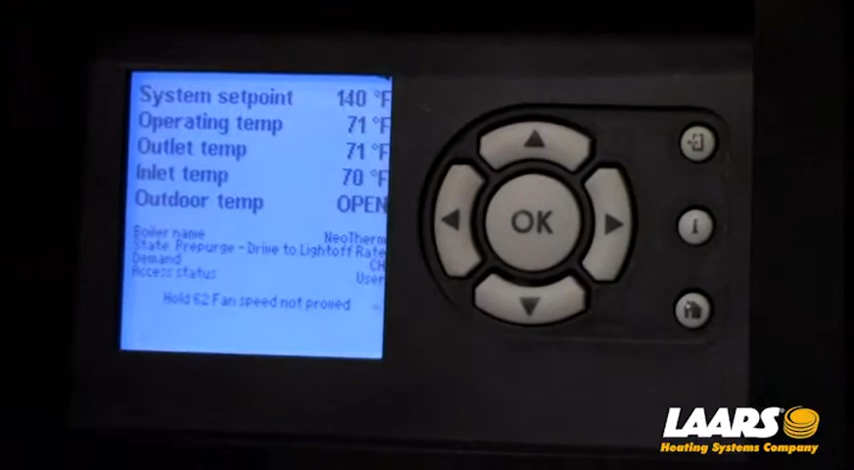 System setpoint 140 °F
Operating temp 71 °F
Outlet temp 71 °F
Inlet temp 70 °F
Outdoor temp OPEN
Boiler name NeoTherm
State Prepurge - Drive to Lightoff Rate
Demand CH
Access status User
Hold 62 Fan speed not proved
OK
i
LAARS
Heating Systems Company